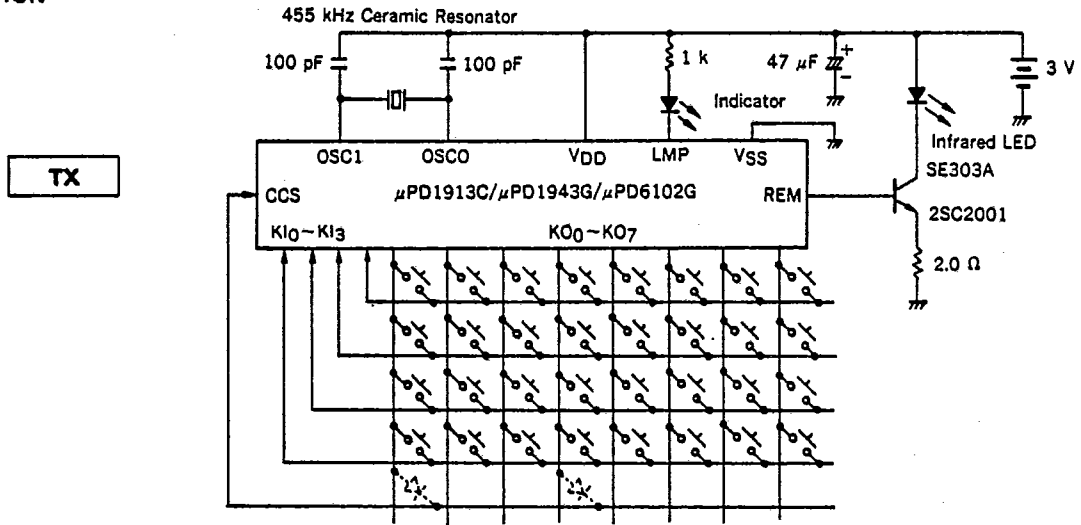 455 kHz Ceramic Resonator
100 pF
100 pF
1 k
47 μF
+
-
3 V
Indicator
Infrared LED
SE303A
2SC2001
2.0 Ω
TX
OSC1
OSCO
VDD
LMP
VSS
CCS
μPD1913C/μPD1943G/μPD6102G
REM
KI0~KI3
KO0~KO7